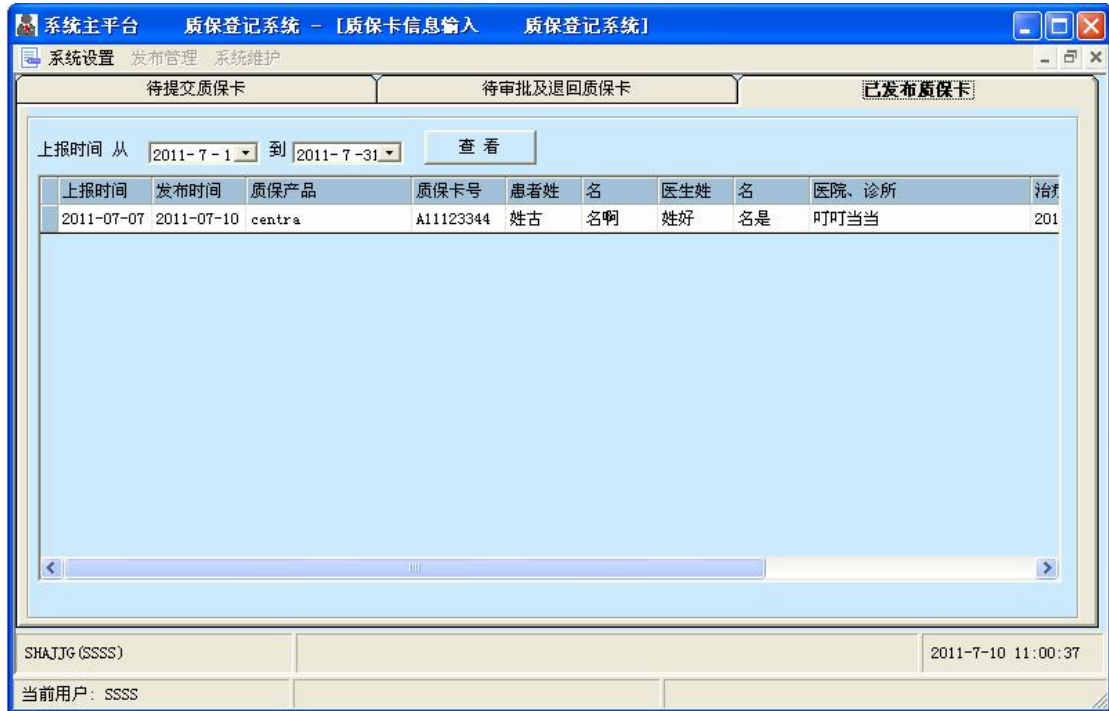 系统主平台 质保登记系统 - [质保卡信息输入 质保登记系统]
系统设置 发布管理 系统维护
待提交质保卡 待审批及退回质保卡 已发布质保卡
上报时间 从 2011- 7 - 1 到 2011- 7 -31 查 看
上报时间 发布时间 质保产品 质保卡号 患者姓 名 医生姓 名 医院、诊所 治疗
2011-07-07 2011-07-10 centra A11123344 姓古 名啊 姓好 名是 叮叮当当 201
SHAJJG(SSSS) 2011-7-10 11:00:37
当前用户: SSSS